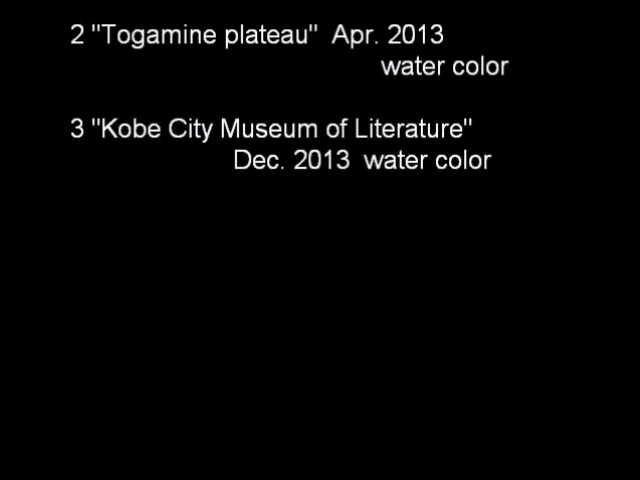 2 "Togamine plateau"  Apr. 2013
water color
3 "Kobe City Museum of Literature"
Dec. 2013  water color